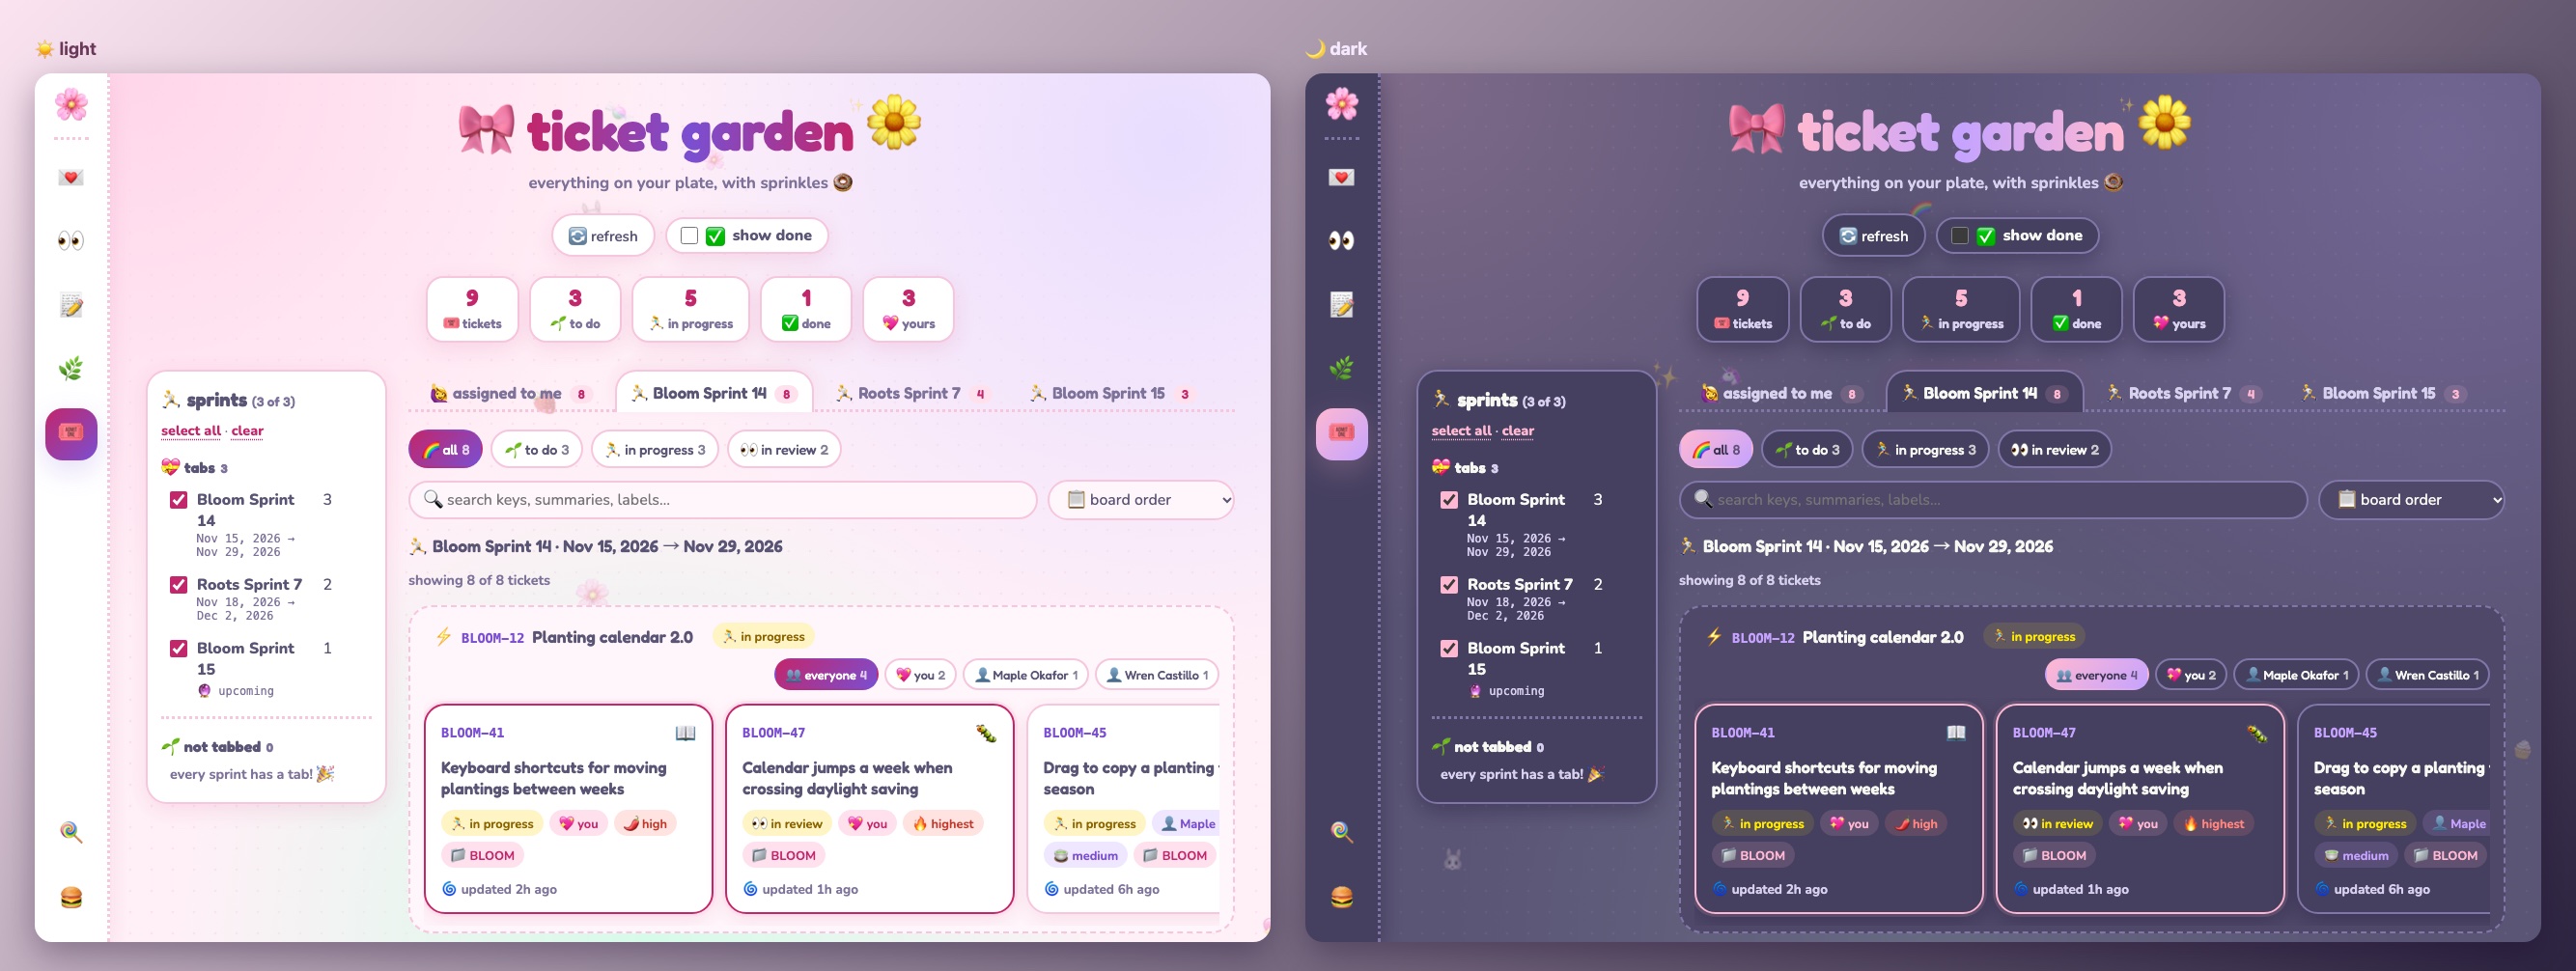 light
ticket garden
everything on your plate, with sprinkles
refresh
show done
9
tickets
3
to do
5
in progress
1
done
3
yours
sprints (3 of 3)
select all · clear
tabs 3
Bloom Sprint 14
3
Nov 15, 2026 →
Nov 29, 2026
Roots Sprint 7
2
Nov 18, 2026 →
Dec 2, 2026
Bloom Sprint 15
1
upcoming
not tabbed 0
every sprint has a tab!
assigned to me 8
Bloom Sprint 14 8
Roots Sprint 7 4
Bloom Sprint 15 3
all 8
to do 3
in progress 3
in review 2
search keys, summaries, labels...
board order
Bloom Sprint 14 · Nov 15, 2026 → Nov 29, 2026
showing 8 of 8 tickets
BLOOM-12 Planting calendar 2.0
in progress
everyone 4
you 2
Maple Okafor 1
Wren Castillo 1
BLOOM-41
Keyboard shortcuts for moving
plantings between weeks
in progress
you
high
BLOOM
updated 2h ago
BLOOM-47
Calendar jumps a week when
crossing daylight saving
in review
you
highest
BLOOM
updated 1h ago
BLOOM-45
Drag to copy a planting
season
in progress
Maple
medium
BLOOM
updated 6h ago
dark
ticket garden
everything on your plate, with sprinkles
refresh
show done
9
tickets
3
to do
5
in progress
1
done
3
yours
sprints (3 of 3)
select all · clear
tabs 3
Bloom Sprint 14
3
Nov 15, 2026 →
Nov 29, 2026
Roots Sprint 7
2
Nov 18, 2026 →
Dec 2, 2026
Bloom Sprint 15
1
upcoming
not tabbed 0
every sprint has a tab!
assigned to me 8
Bloom Sprint 14 8
Roots Sprint 7 4
Bloom Sprint 15 3
all 8
to do 3
in progress 3
in review 2
search keys, summaries, labels...
board order
Bloom Sprint 14 · Nov 15, 2026 → Nov 29, 2026
showing 8 of 8 tickets
BLOOM-12 Planting calendar 2.0
in progress
everyone 4
you 2
Maple Okafor 1
Wren Castillo 1
BLOOM-41
Keyboard shortcuts for moving
plantings between weeks
in progress
you
high
BLOOM
updated 2h ago
BLOOM-47
Calendar jumps a week when
crossing daylight saving
in review
you
highest
BLOOM
updated 1h ago
BLOOM-45
Drag to copy a planting
season
in progress
Maple
medium
BLOOM
updated 6h ago